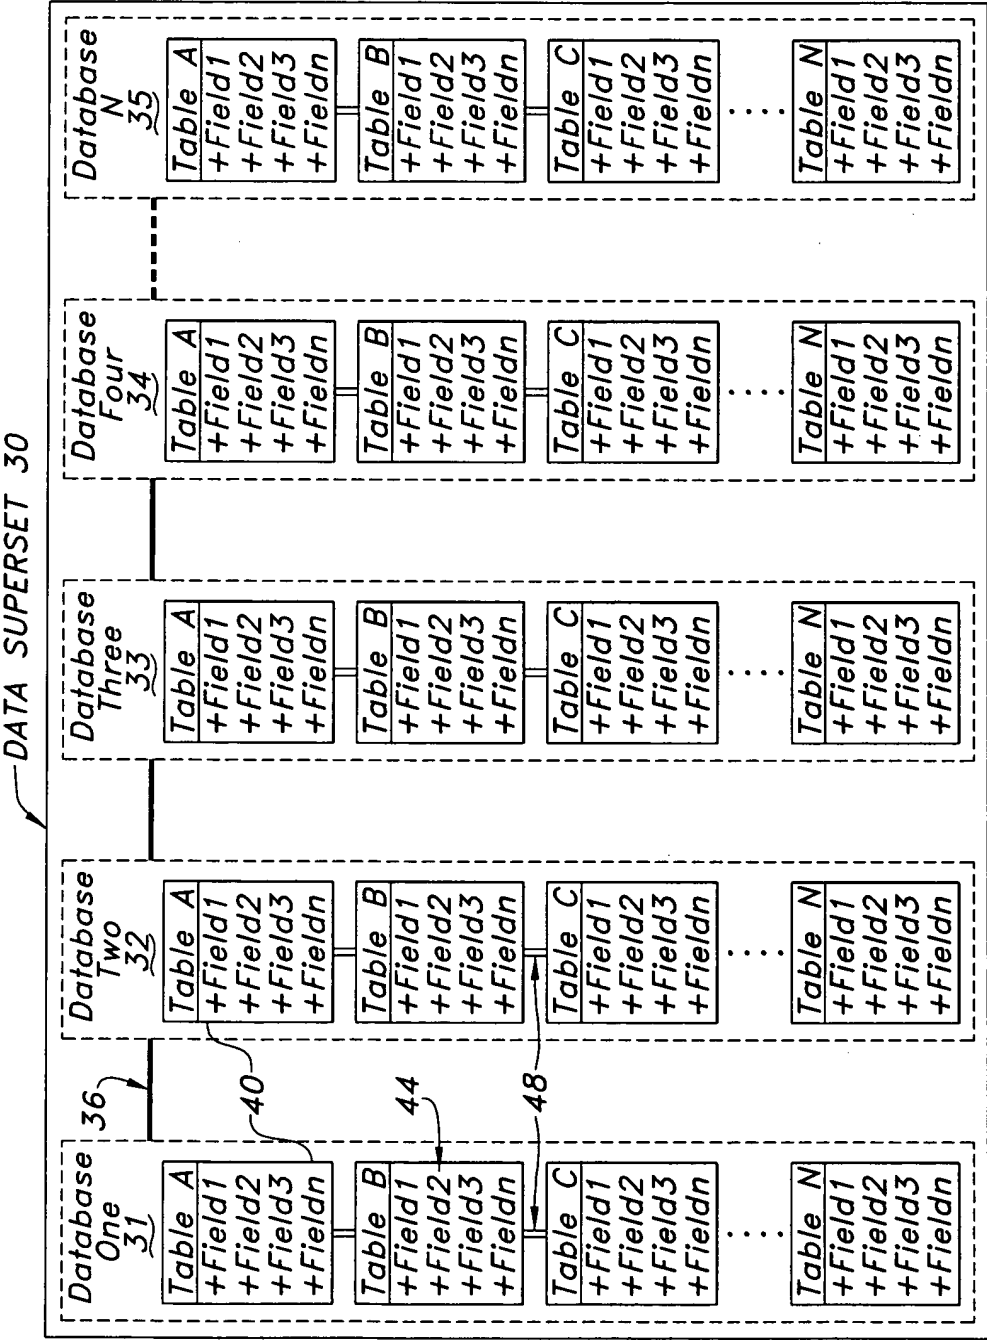 DATA SUPERSET 30
Database
One
31
Table A
+Field1
+Field2
+Field3
+Fieldn
Table B
+Field1
+Field2
+Field3
+Fieldn
Table C
+Field1
+Field2
+Field3
+Fieldn
. . . .
Table N
+Field1
+Field2
+Field3
+Fieldn
36
40
44
48
Database
Two
32
Table A
+Field1
+Field2
+Field3
+Fieldn
Table B
+Field1
+Field2
+Field3
+Fieldn
Table C
+Field1
+Field2
+Field3
+Fieldn
. . . .
Table N
+Field1
+Field2
+Field3
+Fieldn
Database
Three
33
Table A
+Field1
+Field2
+Field3
+Fieldn
Table B
+Field1
+Field2
+Field3
+Fieldn
Table C
+Field1
+Field2
+Field3
+Fieldn
. . . .
Table N
+Field1
+Field2
+Field3
+Fieldn
Database
Four
34
Table A
+Field1
+Field2
+Field3
+Fieldn
Table B
+Field1
+Field2
+Field3
+Fieldn
Table C
+Field1
+Field2
+Field3
+Fieldn
. . . .
Table N
+Field1
+Field2
+Field3
+Fieldn
Database
N
35
Table A
+Field1
+Field2
+Field3
+Fieldn
Table B
+Field1
+Field2
+Field3
+Fieldn
Table C
+Field1
+Field2
+Field3
+Fieldn
. . . .
Table N
+Field1
+Field2
+Field3
+Fieldn